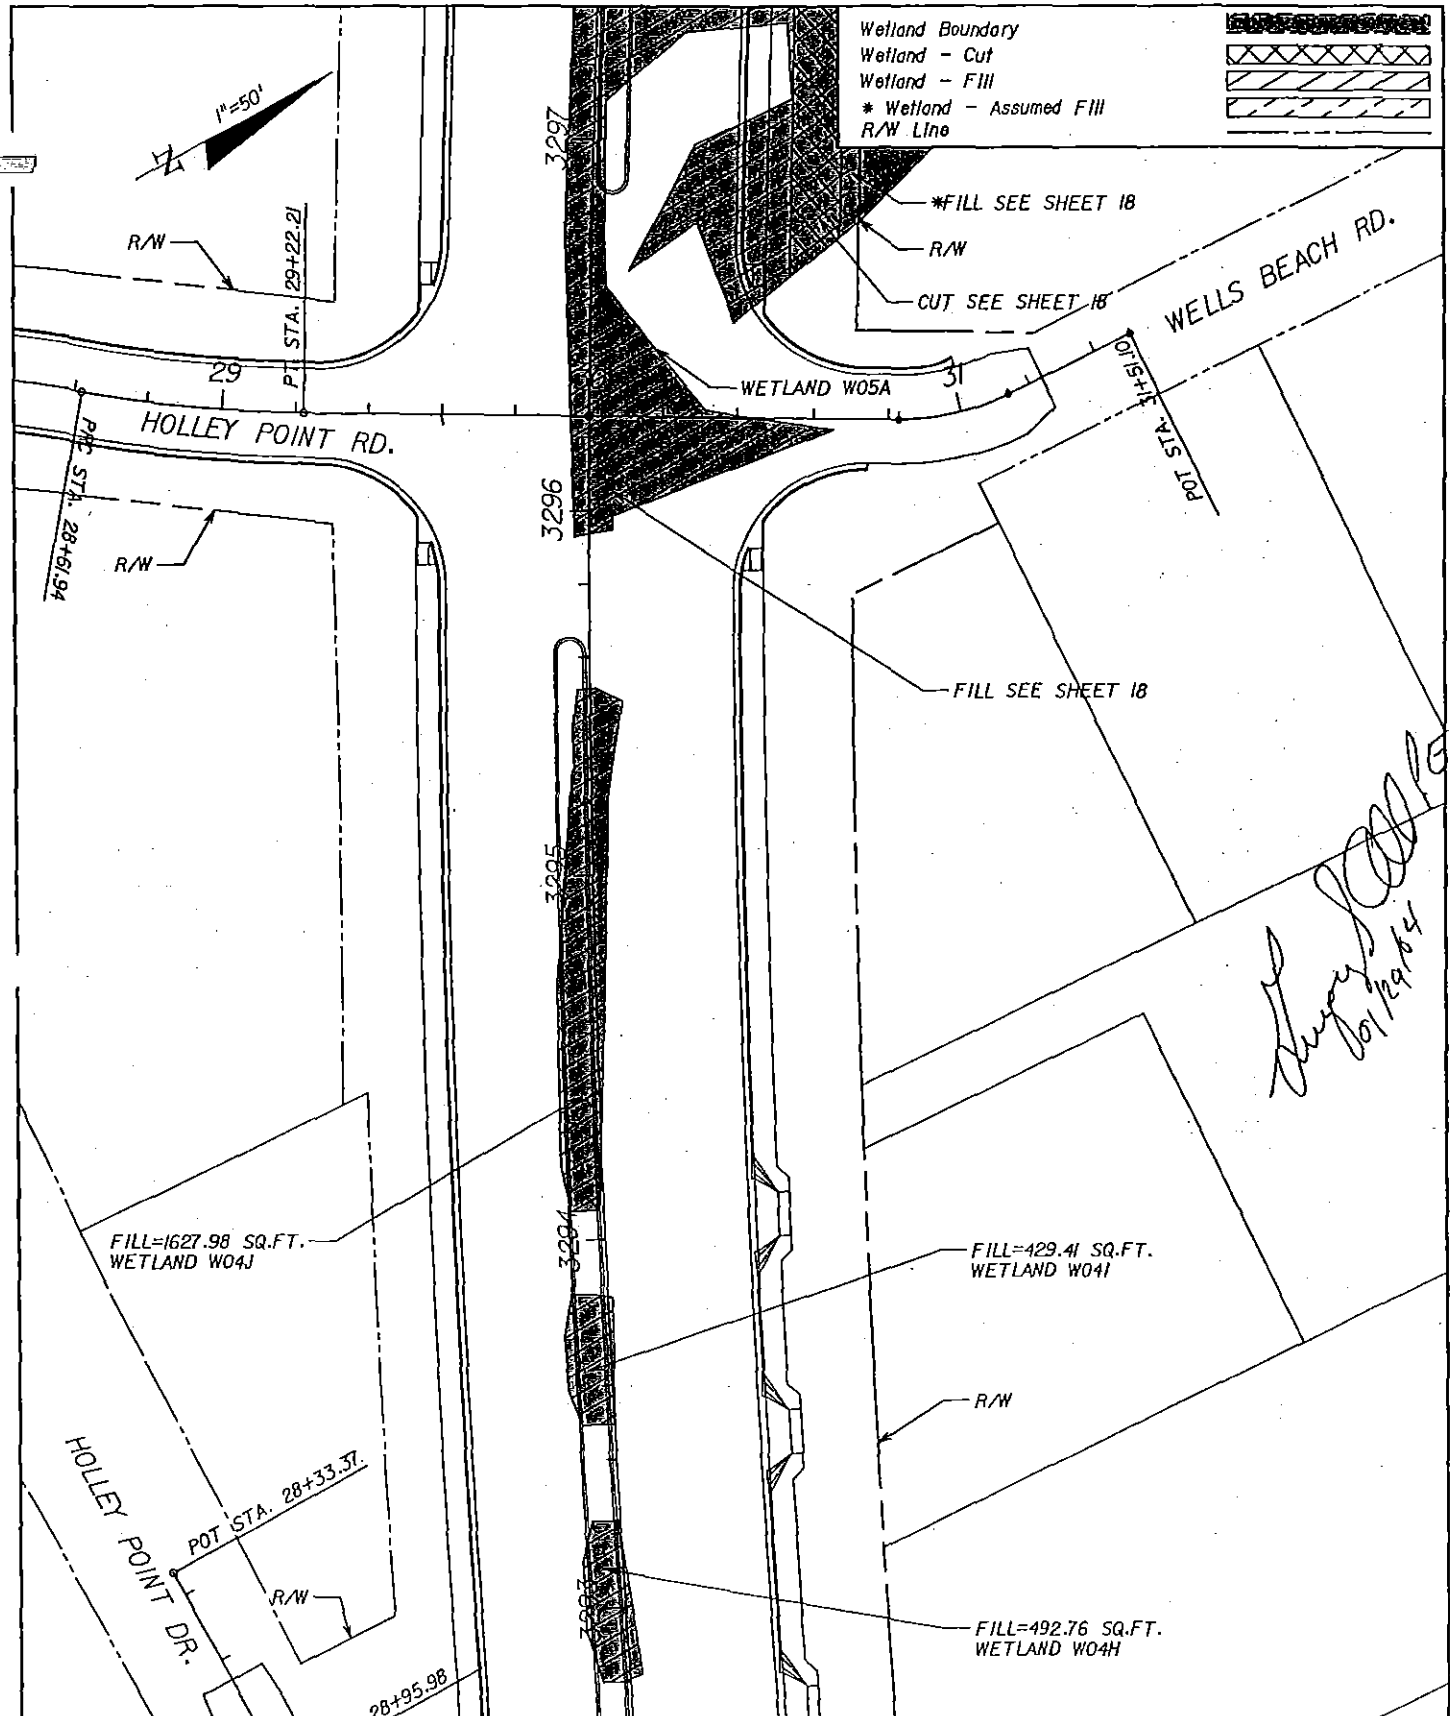 Wetland Boundary
Wetland - Cut
Wetland - Fill
* Wetland - Assumed Fill
R/W Line
1"=50'
N
3297
*FILL SEE SHEET 18
R/W
R/W
STA. 29+22.21
CUT SEE SHEET 18
WELLS BEACH RD.
29
WETLAND W05A
31
POT STA. 31+51.10
HOLLEY POINT RD.
STA. 28+61.94
3296
R/W
FILL SEE SHEET 18
3295
01/29/04
3294
FILL=1627.98 SQ.FT.
WETLAND W04J
FILL=429.41 SQ.FT.
WETLAND W04I
R/W
HOLLEY POINT DR.
POT STA. 28+33.37
R/W
3293
FILL=492.76 SQ.FT.
WETLAND W04H
28+95.98